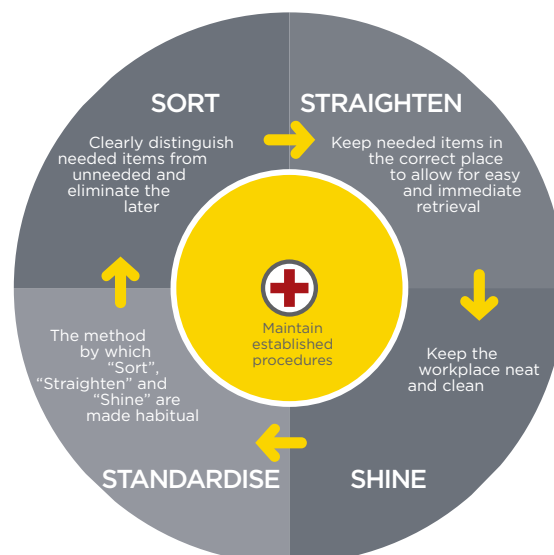 SORT
Clearly distinguish
needed items from
unneeded and
eliminate the
later
STRAIGHTEN
Keep needed items in
the correct place
to allow for easy
and immediate
retrieval
Maintain
established
procedures
The method
by which
“Sort”,
“Straighten” and
“Shine” are
made habitual
STANDARDISE
Keep the
workplace neat
and clean
SHINE